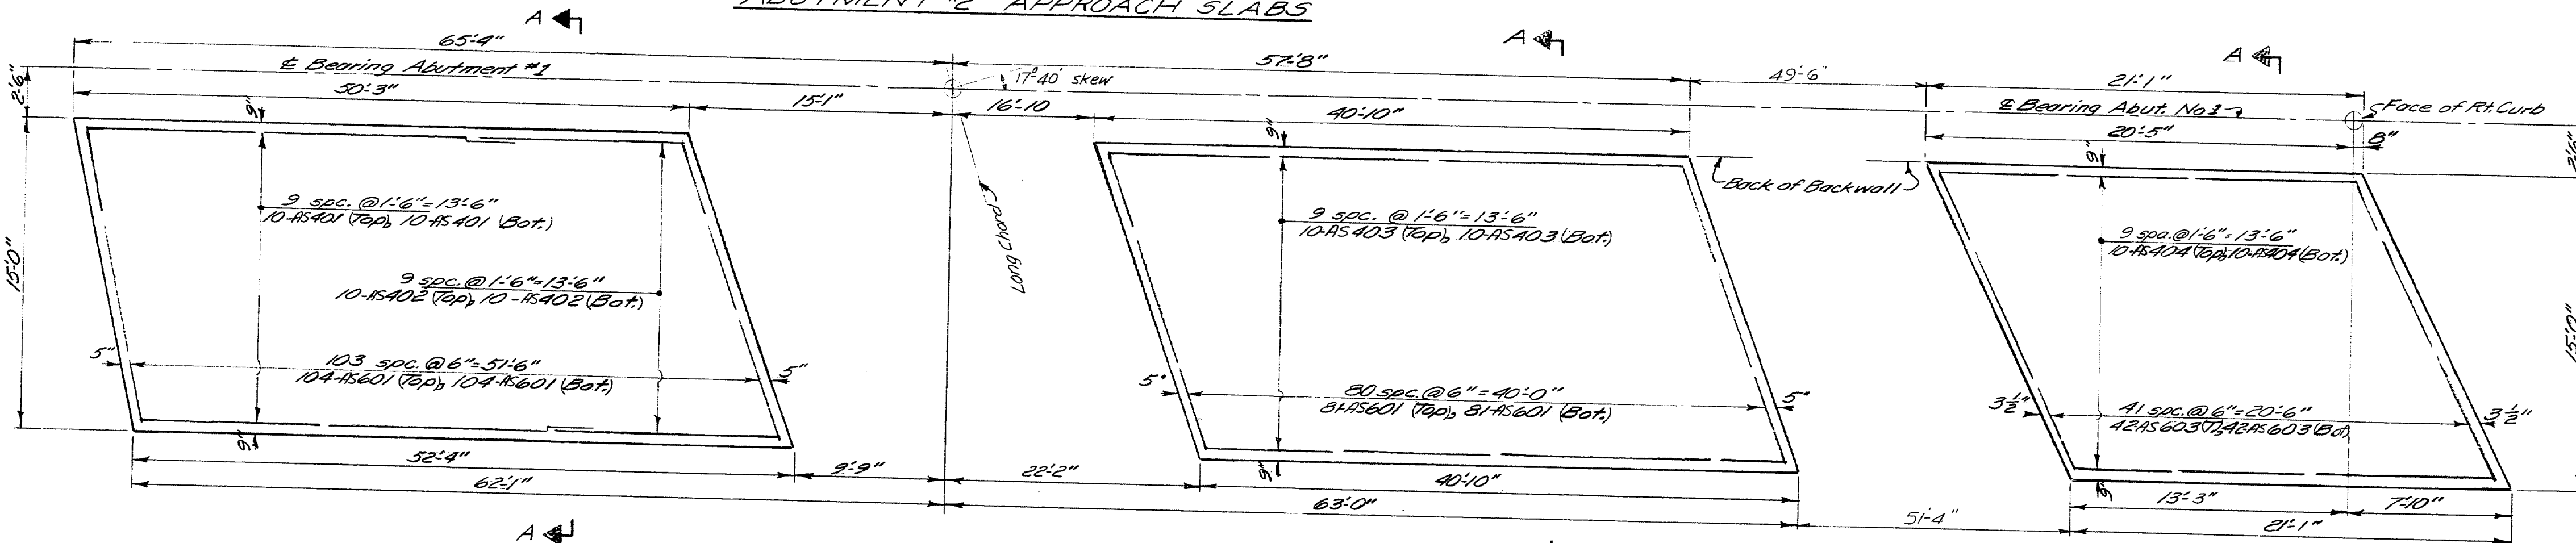 ABUTMENT #2 APPROACH SLABS
A
A
A
65'-4"
57'-8"
49'-6"
21'-1"
2'-6"
℄ Bearing Abutment #1
17°40' skew
℄ Bearing Abut. No 1
Face of Rt. Curb
50'-3"
15'-1"
16'-10
40'-10"
20'-5"
8"
2'-6"
9"
9"
9"
Back of Backwall
9 spc. @ 1'-6" = 13'-6"
10-AS401 (Top), 10-AS401 (Bot.)
9 spc. @ 1'-6" = 13'-6"
10-AS402 (Top), 10-AS402 (Bot.)
103 spc. @ 6" = 51'-6"
104-AS601 (Top), 104-AS601 (Bot.)
15'-0"
5"
5"
Long Chord
9 spc. @ 1'-6" = 13'-6"
10-AS403 (Top), 10-AS403 (Bot.)
80 spc. @ 6" = 40'-0"
81-AS601 (Top), 81-AS601 (Bot.)
5"
5"
9 spa. @ 1'-6" = 13'-6"
10-AS404 (Top), 10-AS404 (Bot.)
41 spc. @ 6" = 20'-6"
42AS603 (T), 42AS603 (Bot)
3½"
3½"
15'-0"
9"
9"
9"
52'-4"
9'-9"
22'-2"
40'-10"
13'-3"
7'-10"
62'-1"
63'-0"
51'-4"
21'-1"
A